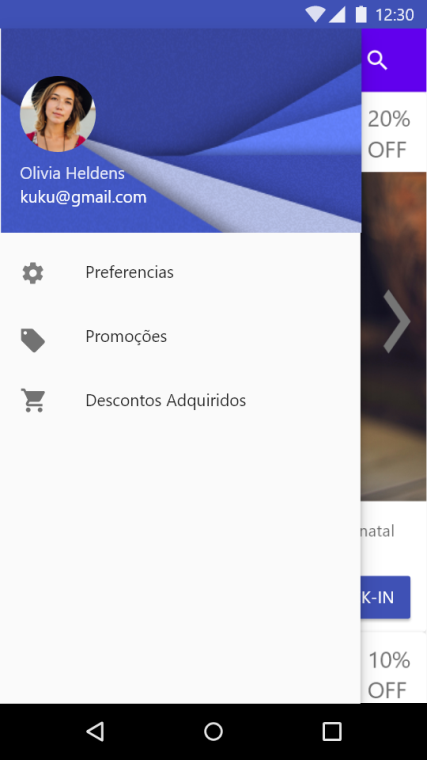 12:30
20%
OFF
Olivia Heldens
kuku@gmail.com
Preferencias
Promoções
Descontos Adquiridos
natal
K-IN
10%
OFF